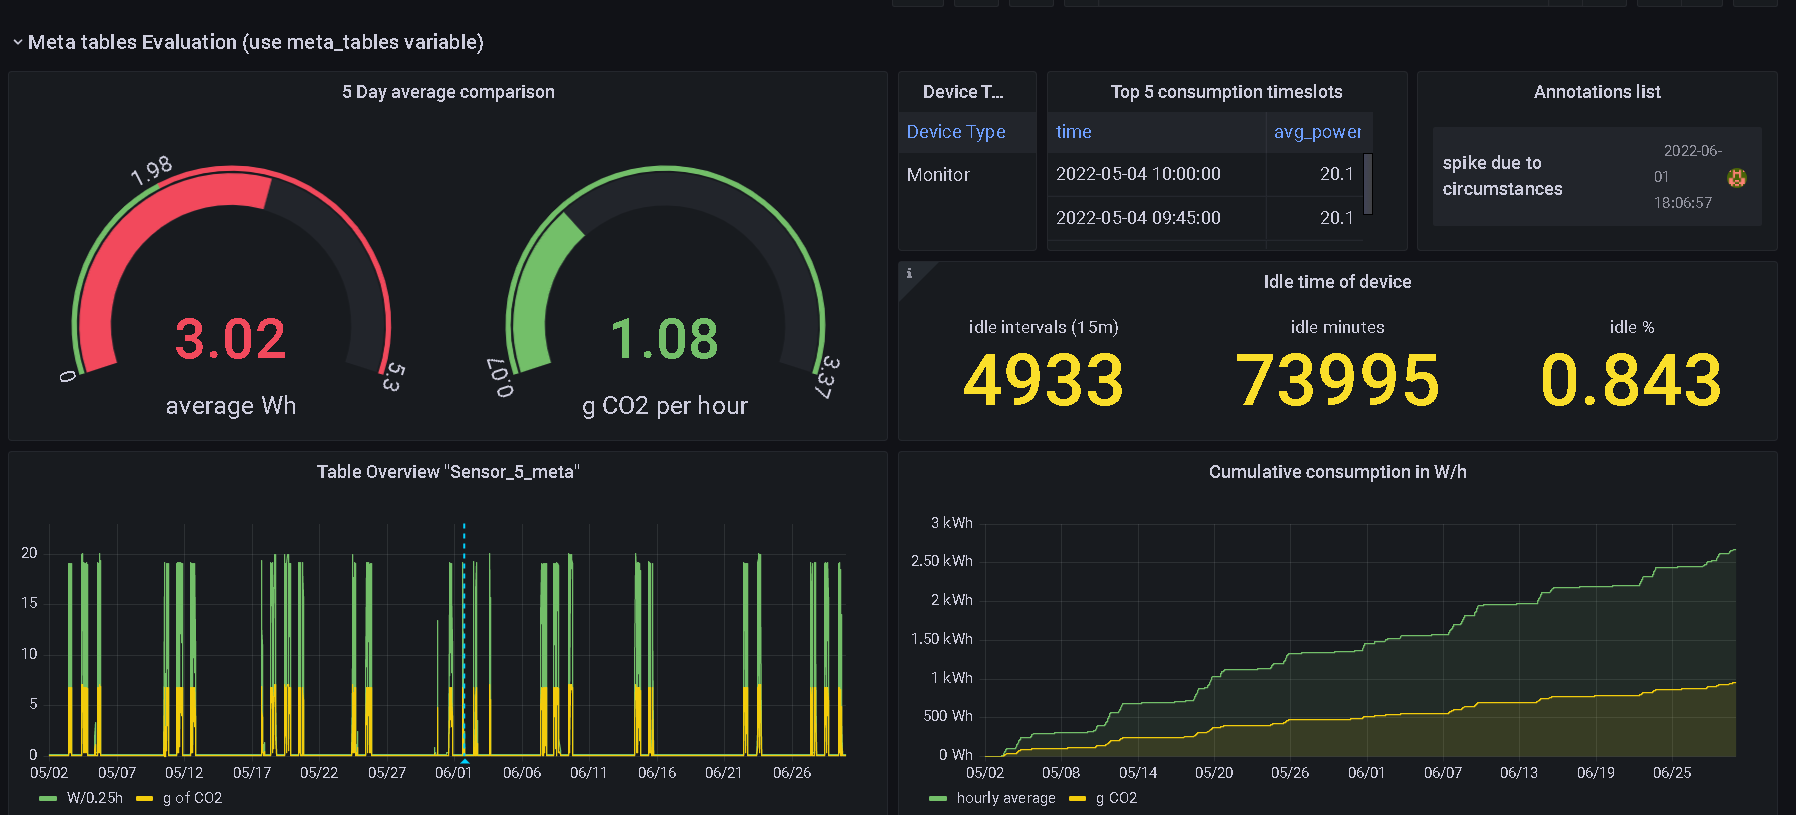 Meta tables Evaluation (use meta_tables variable)
5 Day average comparison
0
1.98
5.3
3.02
average Wh
0.07
3.37
1.08
g CO2 per hour
Device T...
Device Type
Monitor
Top 5 consumption timeslots
time avg_power
2022-05-04 10:00:00 20.1
2022-05-04 09:45:00 20.1
Annotations list
spike due to
circumstances
2022-06-
01
18:06:57
i
Idle time of device
idle intervals (15m) idle minutes idle %
4933 73995 0.843
Table Overview "Sensor_5_meta"
20
15
10
5
0
05/02 05/07 05/12 05/17 05/22 05/27 06/01 06/06 06/11 06/16 06/21 06/26
W/0.25h g of CO2
Cumulative consumption in W/h
3 kWh
2.50 kWh
2 kWh
1.50 kWh
1 kWh
500 Wh
0 Wh
05/02 05/08 05/14 05/20 05/26 06/01 06/07 06/13 06/19 06/25
hourly average g CO2